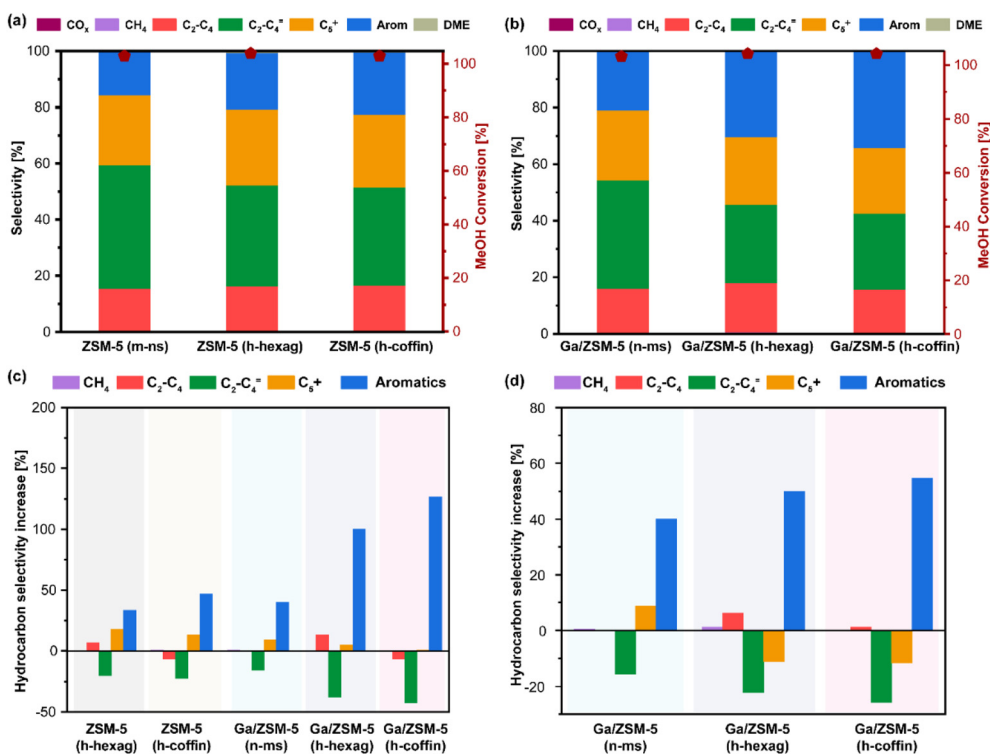 (a) COₓ CH₄ C₂-C₄ C₂-C₄⁼ C₅⁺ Arom DME
100
80
60
40
20
0
Selectivity [%]
100
80
60
40
20
0
MeOH Conversion [%]
ZSM-5 (m-ns) ZSM-5 (h-hexag) ZSM-5 (h-coffin)
(b) COₓ CH₄ C₂-C₄ C₂-C₄⁼ C₅⁺ Arom DME
100
80
60
40
20
0
Selectivity [%]
100
80
60
40
20
0
MeOH Conversion [%]
Ga/ZSM-5 (n-ms) Ga/ZSM-5 (h-hexag) Ga/ZSM-5 (h-coffin)
(c) CH₄ C₂-C₄ C₂-C₄⁼ C₅+ Aromatics
200
150
100
50
0
-50
Hydrocarbon selectivity increase [%]
ZSM-5 ZSM-5 Ga/ZSM-5 Ga/ZSM-5 Ga/ZSM-5
(h-hexag) (h-coffin) (n-ms) (h-hexag) (h-coffin)
(d) CH₄ C₂-C₄ C₂-C₄⁼ C₅+ Aromatics
80
60
40
20
0
-20
Hydrocarbon selectivity increase [%]
Ga/ZSM-5 Ga/ZSM-5 Ga/ZSM-5
(n-ms) (h-hexag) (h-coffin)